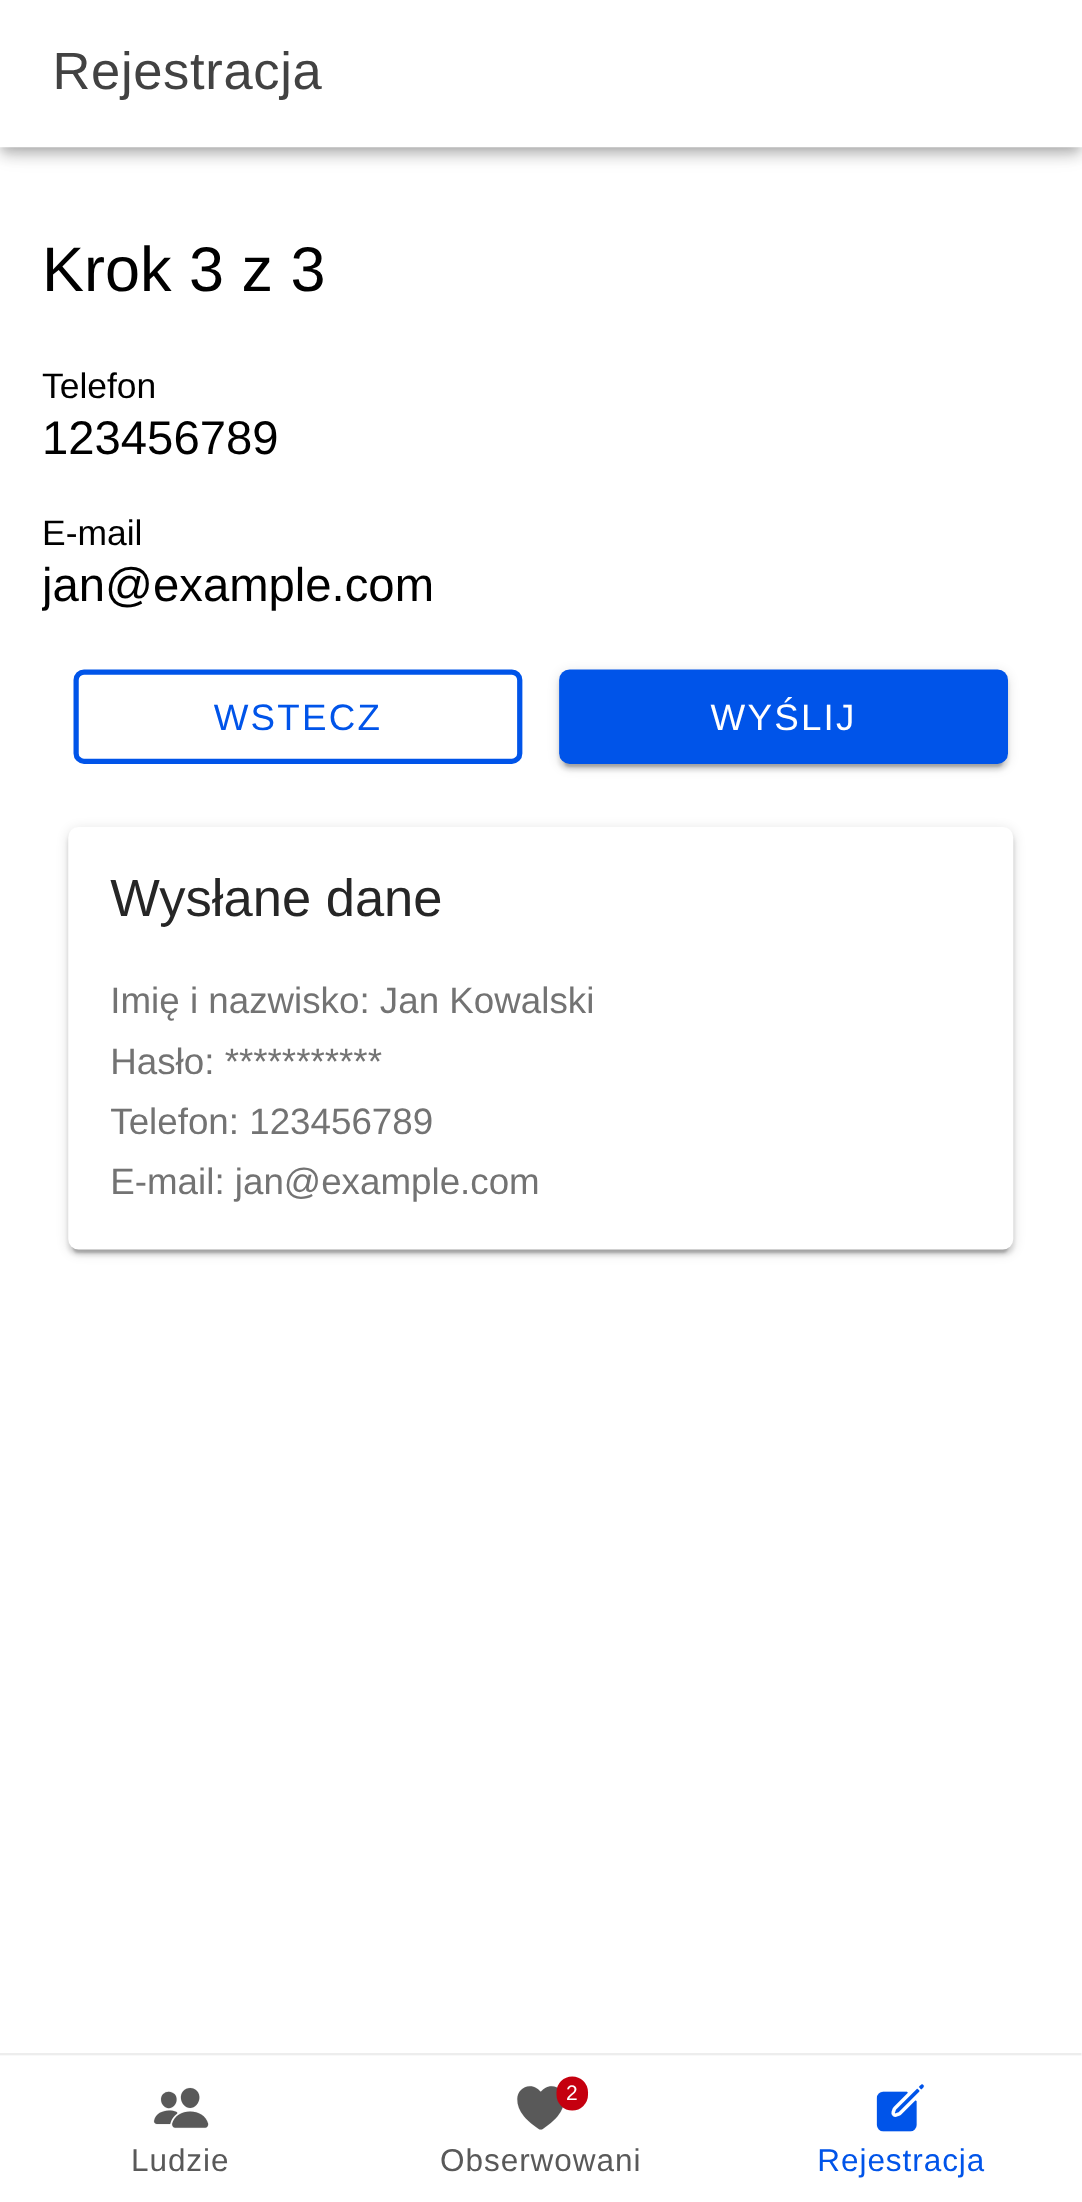 Rejestracja
Krok 3 z 3
Telefon
123456789
E-mail
jan@example.com
WSTECZ
WYŚLIJ
Wysłane dane
Imię i nazwisko: Jan Kowalski
Hasło: ***********
Telefon: 123456789
E-mail: jan@example.com
2
Ludzie
Obserwowani
Rejestracja